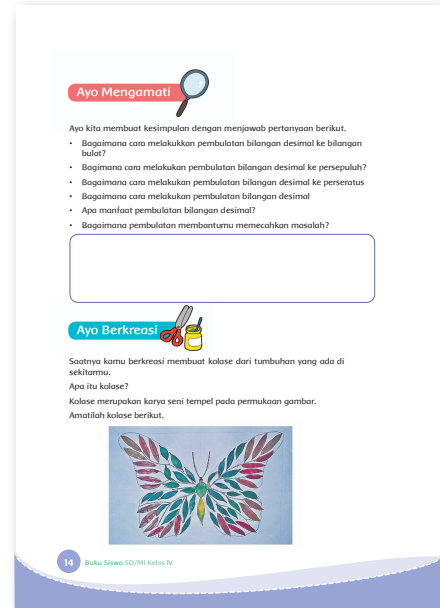 Ayo Mengamati
Ayo kita membuat kesimpulan dengan menjawab pertanyaan berikut.
• Bagaimana cara melakukkan pembulatan bilangan desimal ke bilangan
bulat?
• Bagimana cara melakukan pembulatan bilangan desimal ke persepuluh?
• Bagaimana cara melakukan pembulatan bilangan desimal ke perseratus
• Bagaimana cara melakukan pembulatan bilangan desimal
• Apa manfaat pembulatan bilangan desimal?
• Bagaimana pembulatan membantumu memecahkan masalah?
Ayo Berkreasi
Saatnya kamu berkreasi membuat kolase dari tumbuhan yang ada di
sekitarmu.
Apa itu kolase?
Kolase merupakan karya seni tempel pada permukaan gambar.
Amatilah kolase berikut.
14 Buku Siswa SD/MI Kelas IV